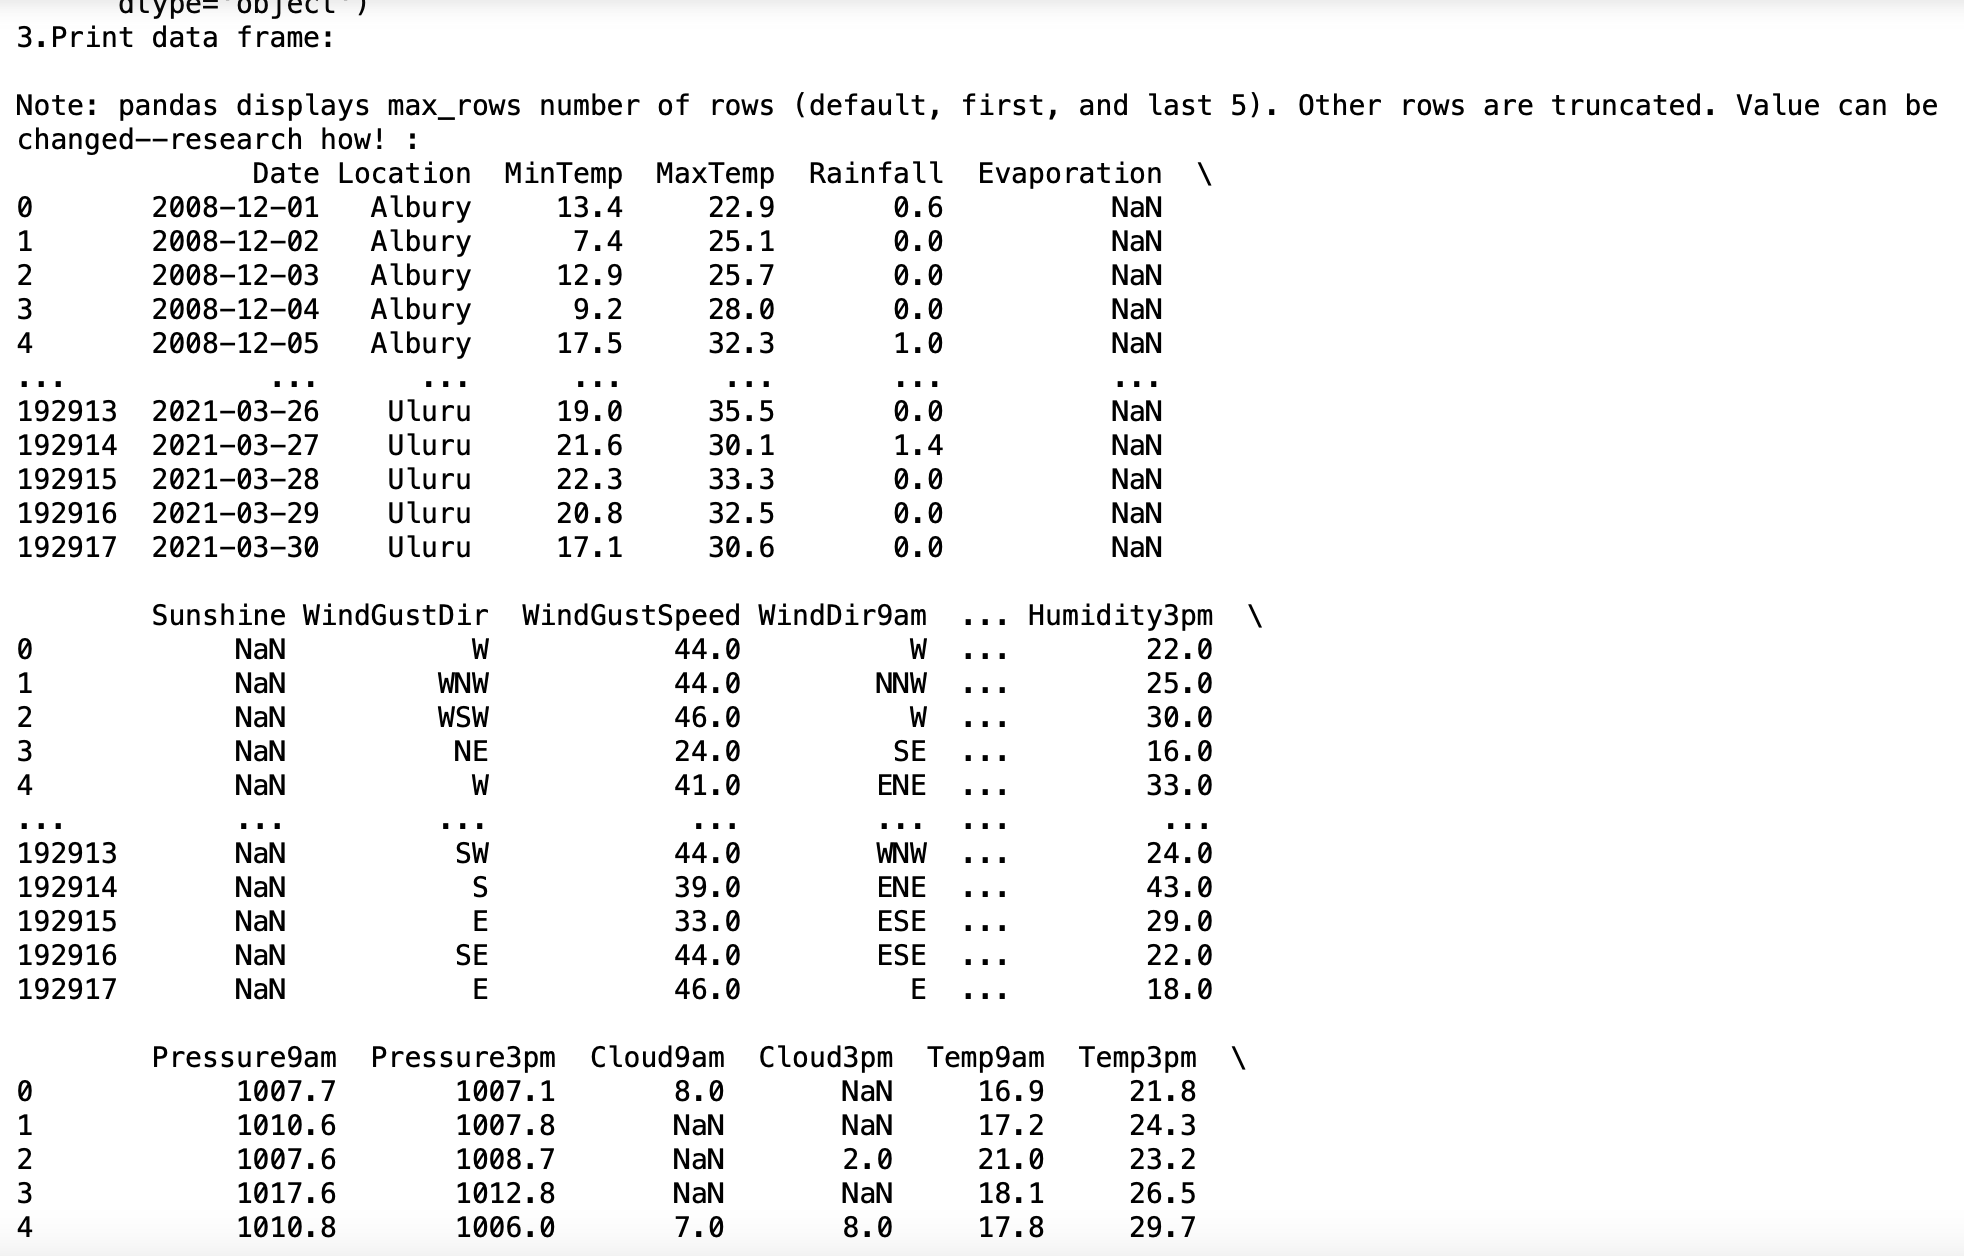 dtype='object')
3.Print data frame:
Note: pandas displays max_rows number of rows (default, first, and last 5). Other rows are truncated. Value can be
changed--research how! :
              Date Location  MinTemp  MaxTemp  Rainfall  Evaporation  \
0       2008-12-01   Albury     13.4     22.9       0.6          NaN
1       2008-12-02   Albury      7.4     25.1       0.0          NaN
2       2008-12-03   Albury     12.9     25.7       0.0          NaN
3       2008-12-04   Albury      9.2     28.0       0.0          NaN
4       2008-12-05   Albury     17.5     32.3       1.0          NaN
...            ...      ...      ...      ...       ...          ...
192913  2021-03-26    Uluru     19.0     35.5       0.0          NaN
192914  2021-03-27    Uluru     21.6     30.1       1.4          NaN
192915  2021-03-28    Uluru     22.3     33.3       0.0          NaN
192916  2021-03-29    Uluru     20.8     32.5       0.0          NaN
192917  2021-03-30    Uluru     17.1     30.6       0.0          NaN
        Sunshine WindGustDir  WindGustSpeed WindDir9am  ... Humidity3pm  \
0            NaN           W           44.0          W  ...        22.0
1            NaN         WNW           44.0        NNW  ...        25.0
2            NaN         WSW           46.0          W  ...        30.0
3            NaN          NE           24.0         SE  ...        16.0
4            NaN           W           41.0        ENE  ...        33.0
...          ...         ...            ...        ...  ...         ...
192913       NaN          SW           44.0        WNW  ...        24.0
192914       NaN           S           39.0        ENE  ...        43.0
192915       NaN           E           33.0        ESE  ...        29.0
192916       NaN          SE           44.0        ESE  ...        22.0
192917       NaN           E           46.0          E  ...        18.0
        Pressure9am  Pressure3pm  Cloud9am  Cloud3pm  Temp9am  Temp3pm  \
0            1007.7       1007.1       8.0       NaN     16.9     21.8
1            1010.6       1007.8       NaN       NaN     17.2     24.3
2            1007.6       1008.7       NaN       2.0     21.0     23.2
3            1017.6       1012.8       NaN       NaN     18.1     26.5
4            1010.8       1006.0       7.0       8.0     17.8     29.7